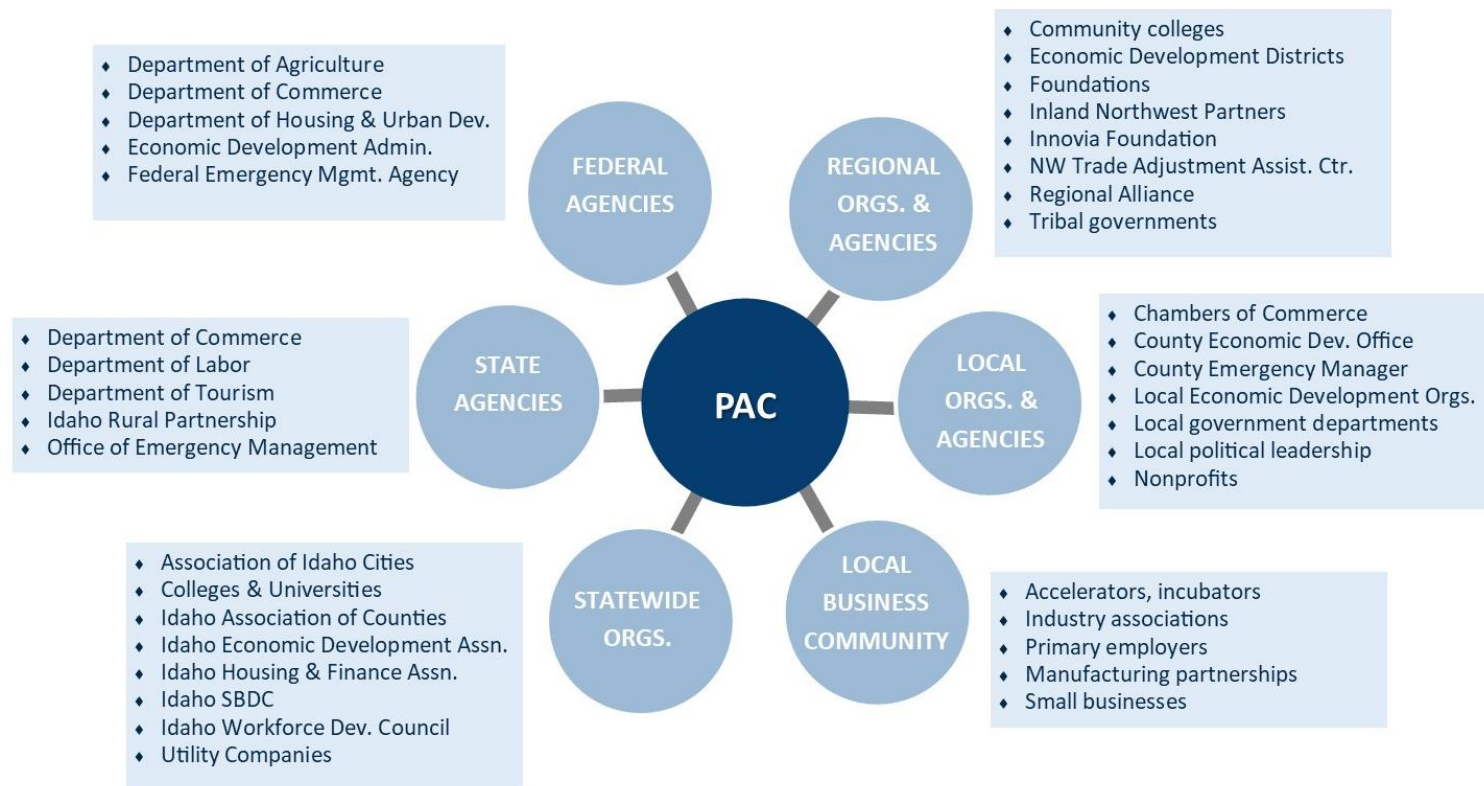 ♦ Department of Agriculture
♦ Department of Commerce
♦ Department of Housing & Urban Dev.
♦ Economic Development Admin.
♦ Federal Emergency Mgmt. Agency
FEDERAL
AGENCIES
REGIONAL
ORGS. &
AGENCIES
♦ Community colleges
♦ Economic Development Districts
♦ Foundations
♦ Inland Northwest Partners
♦ Innovia Foundation
♦ NW Trade Adjustment Assist. Ctr.
♦ Regional Alliance
♦ Tribal governments
♦ Department of Commerce
♦ Department of Labor
♦ Department of Tourism
♦ Idaho Rural Partnership
♦ Office of Emergency Management
STATE
AGENCIES
PAC
LOCAL
ORGS. &
AGENCIES
♦ Chambers of Commerce
♦ County Economic Dev. Office
♦ County Emergency Manager
♦ Local Economic Development Orgs.
♦ Local government departments
♦ Local political leadership
♦ Nonprofits
♦ Association of Idaho Cities
♦ Colleges & Universities
♦ Idaho Association of Counties
♦ Idaho Economic Development Assn.
♦ Idaho Housing & Finance Assn.
♦ Idaho SBDC
♦ Idaho Workforce Dev. Council
♦ Utility Companies
STATEWIDE
ORGS.
LOCAL
BUSINESS
COMMUNITY
♦ Accelerators, incubators
♦ Industry associations
♦ Primary employers
♦ Manufacturing partnerships
♦ Small businesses